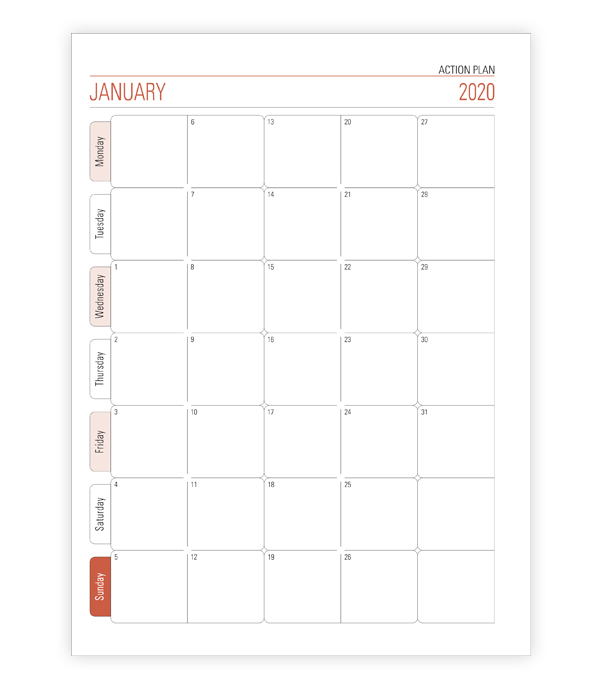 ACTION PLAN
JANUARY 2020
Monday 6 13 20 27
Tuesday 7 14 21 28
Wednesday 1 8 15 22 29
Thursday 2 9 16 23 30
Friday 3 10 17 24 31
Saturday 4 11 18 25
Sunday 5 12 19 26